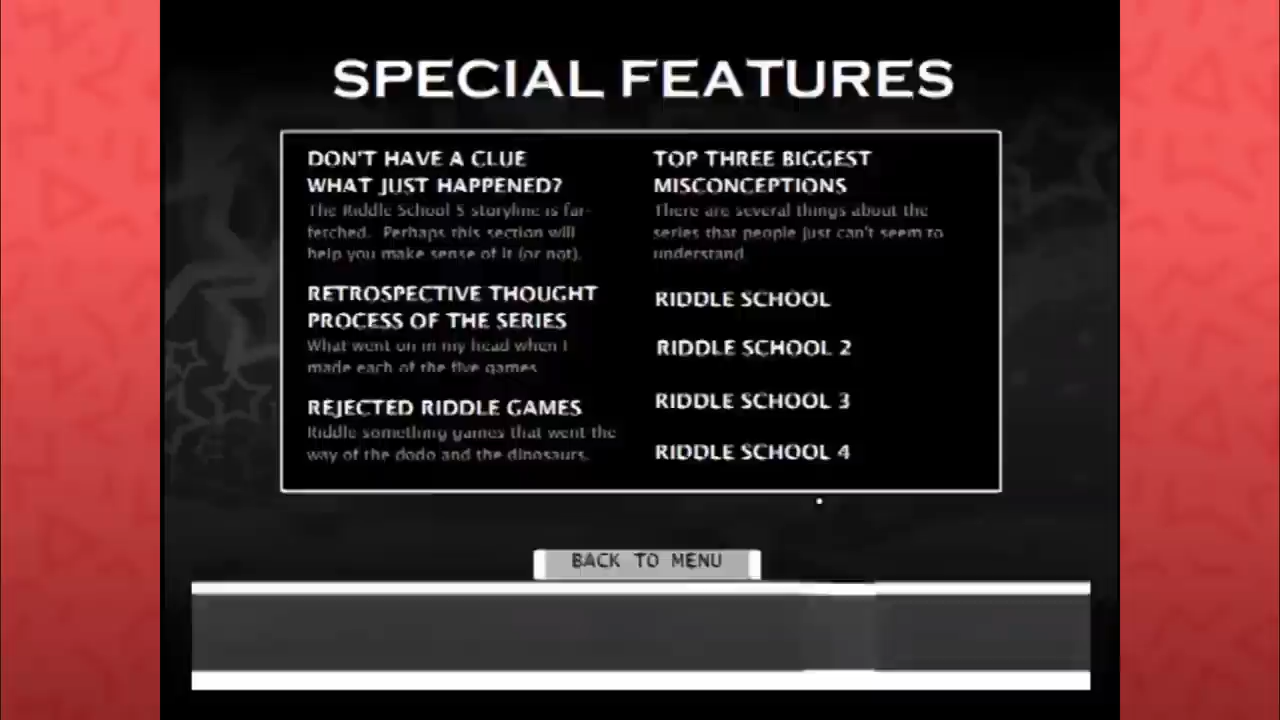 SPECIAL FEATURES
DON'T HAVE A CLUE
WHAT JUST HAPPENED?
The Riddle School 5 storyline is far-
fetched. Perhaps this section will
help you make sense of it (or not).
RETROSPECTIVE THOUGHT
PROCESS OF THE SERIES
What went on in my head when I
made each of the five games
REJECTED RIDDLE GAMES
Riddle something games that went the
way of the dodo and the dinosaurs.
TOP THREE BIGGEST
MISCONCEPTIONS
There are several things about the
series that people just can't seem to
understand
RIDDLE SCHOOL
RIDDLE SCHOOL 2
RIDDLE SCHOOL 3
RIDDLE SCHOOL 4
BACK TO MENU